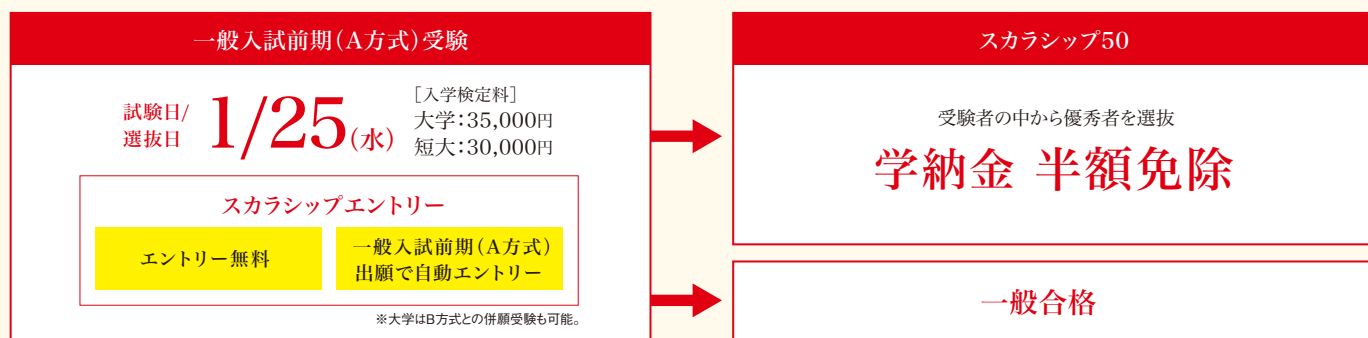 一般入試前期(A方式)受験
試験日/
選抜日
1/25(水)
[入学検定料]
大学:35,000円
短大:30,000円
スカラシップエントリー
エントリー無料
一般入試前期(A方式)
出願で自動エントリー
※大学はB方式との併願受験も可能。
スカラシップ50
受験者の中から優秀者を選抜
学納金 半額免除
一般合格